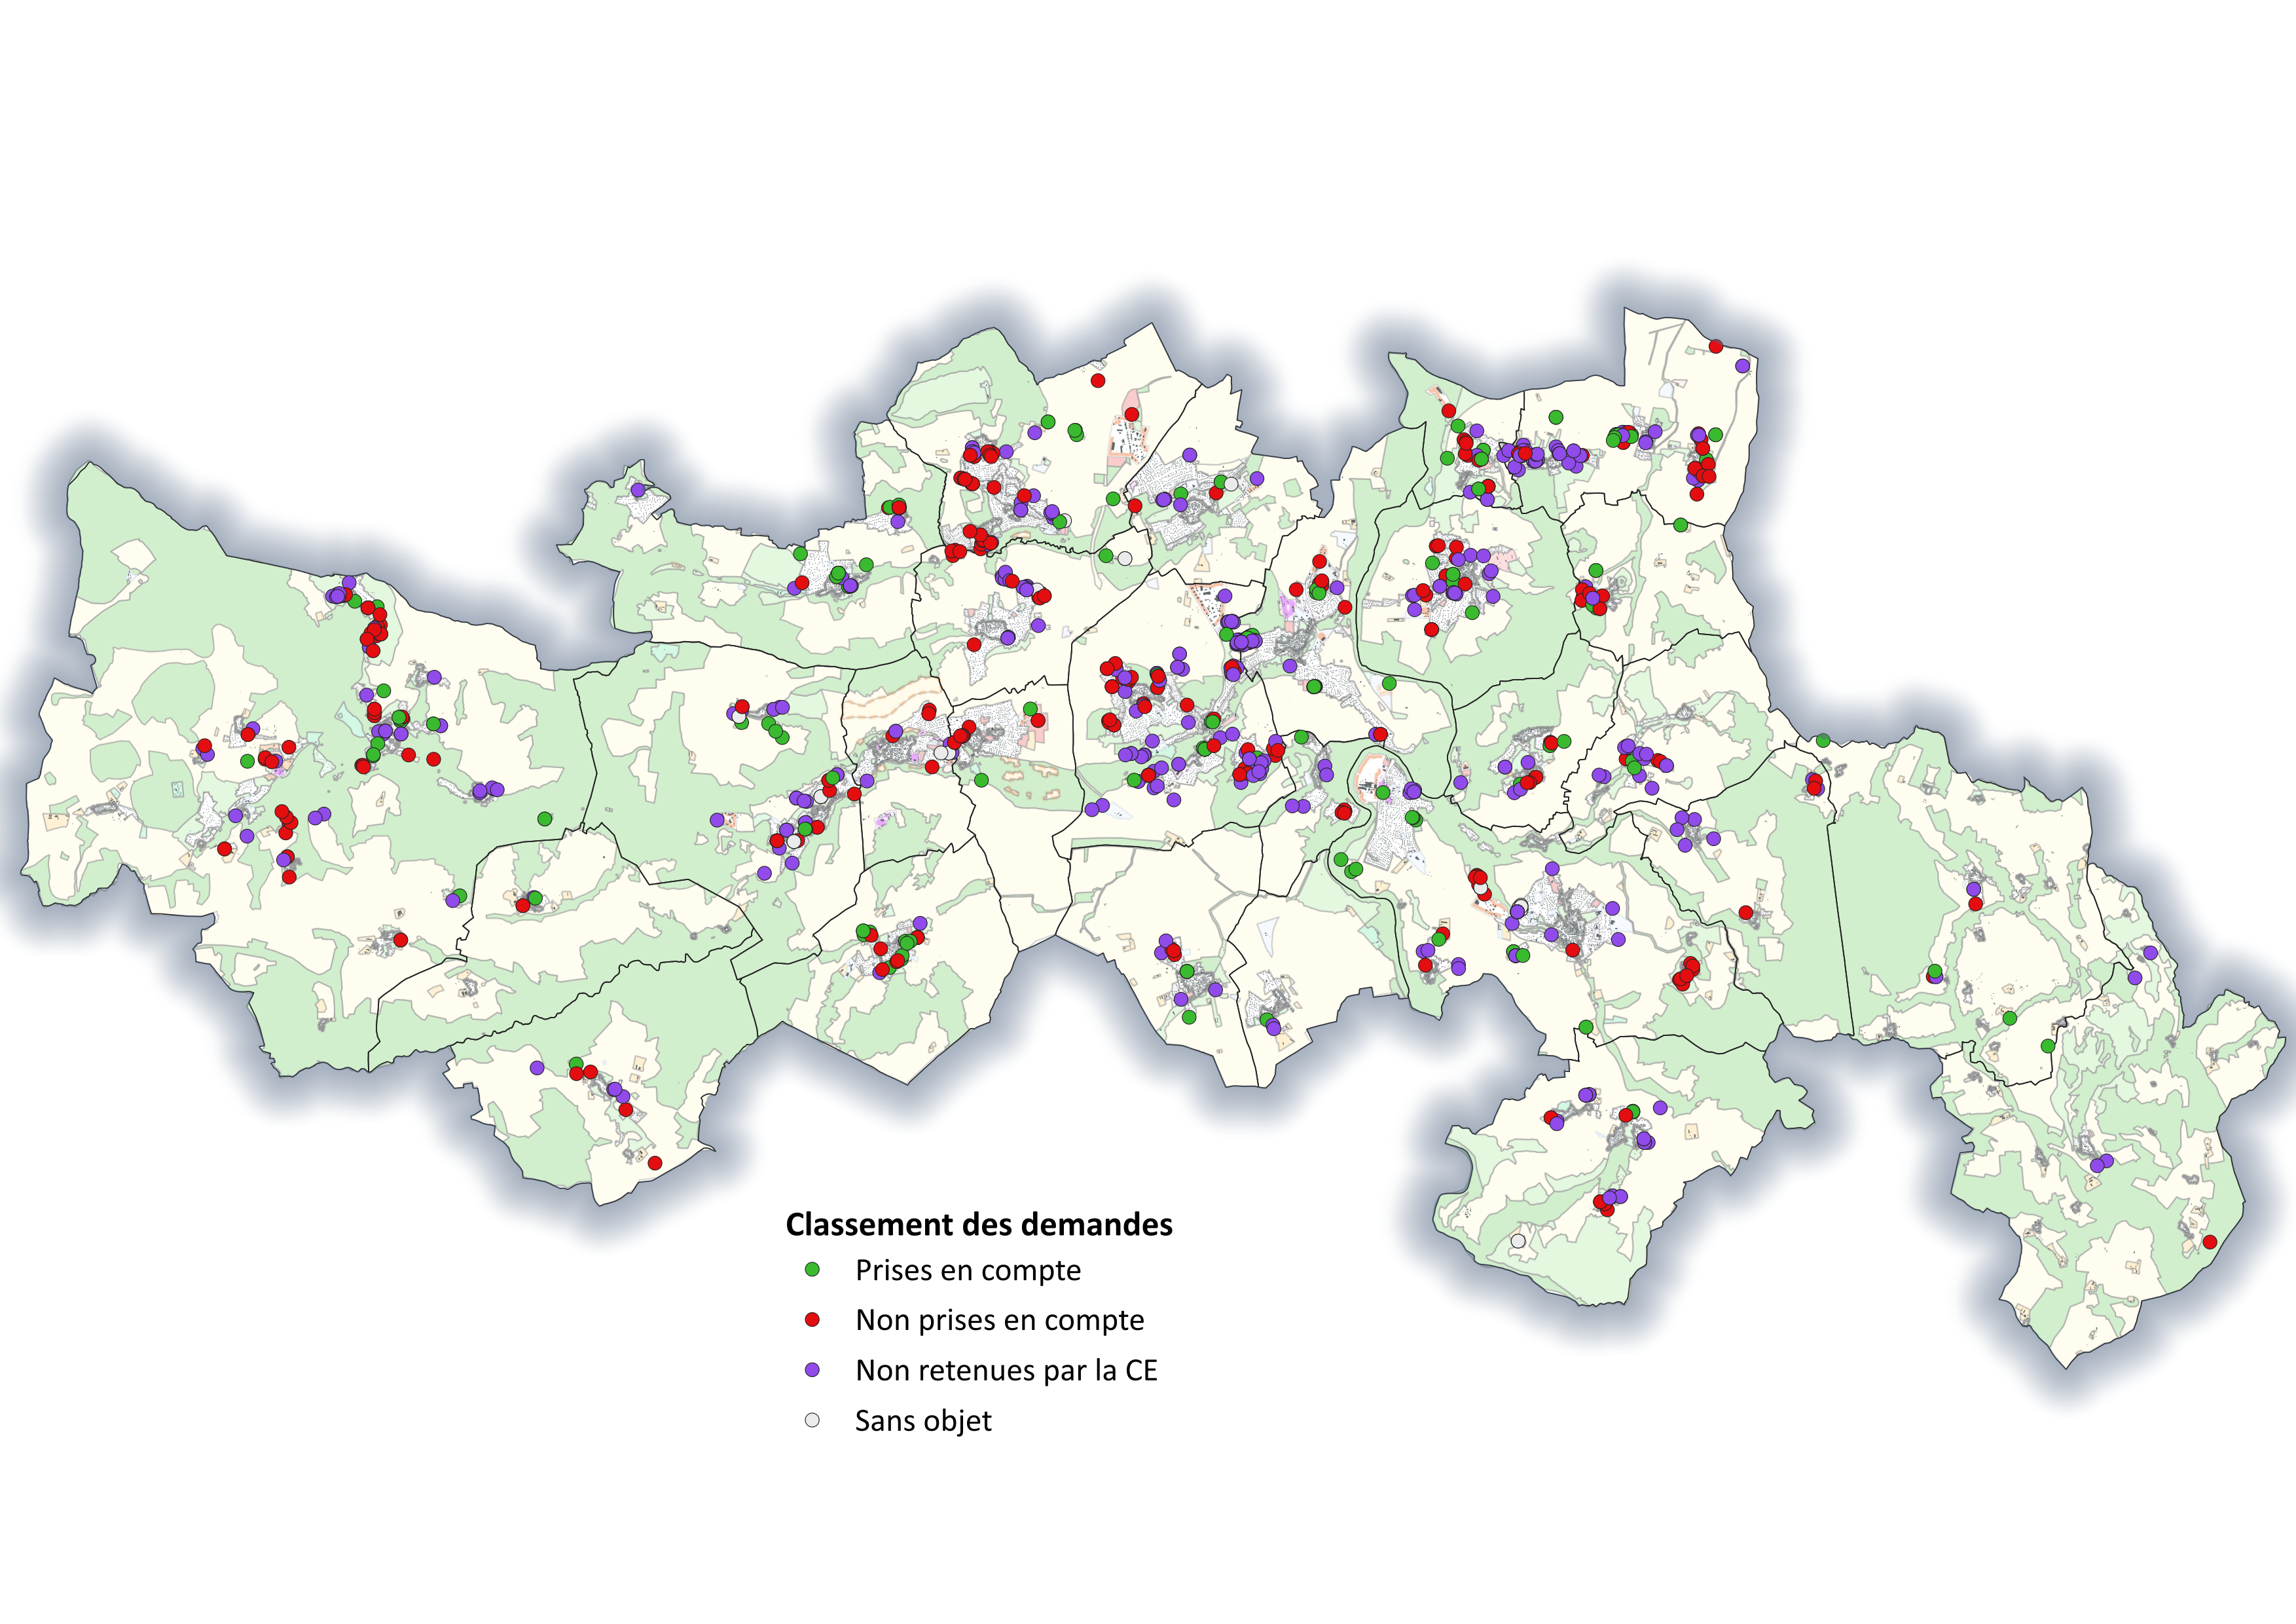 Classement des demandes
Prises en compte
Non prises en compte
Non retenues par la CE
Sans objet